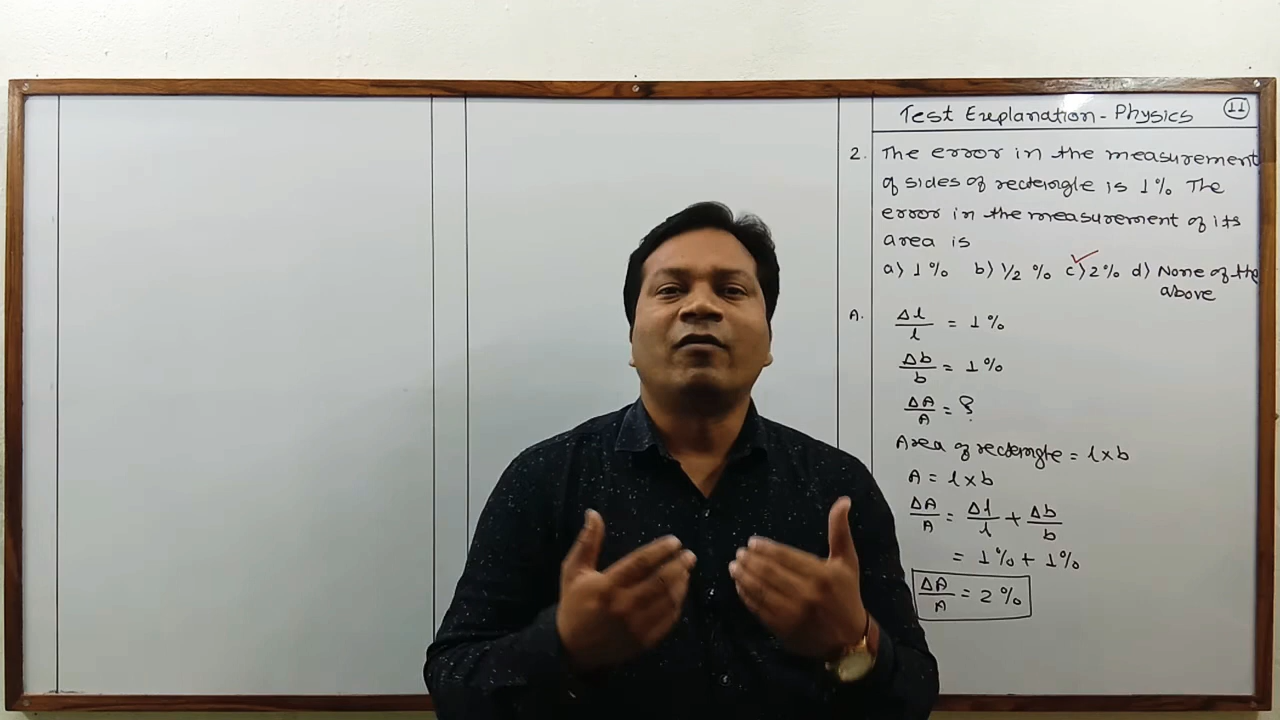 Test Explanation - Physics 11
2. The error in the measurement
of sides of rectangle is 1% The
error in the measurement of its
area is
a) 1% b) 1/2 % c) 2% d) None of the
above
A. Δl/l = 1%
Δb/b = 1%
ΔA/A = ?
Area of rectangle = l×b
A = l×b
ΔA/A = Δl/l + Δb/b
= 1% + 1%
ΔA/A = 2%